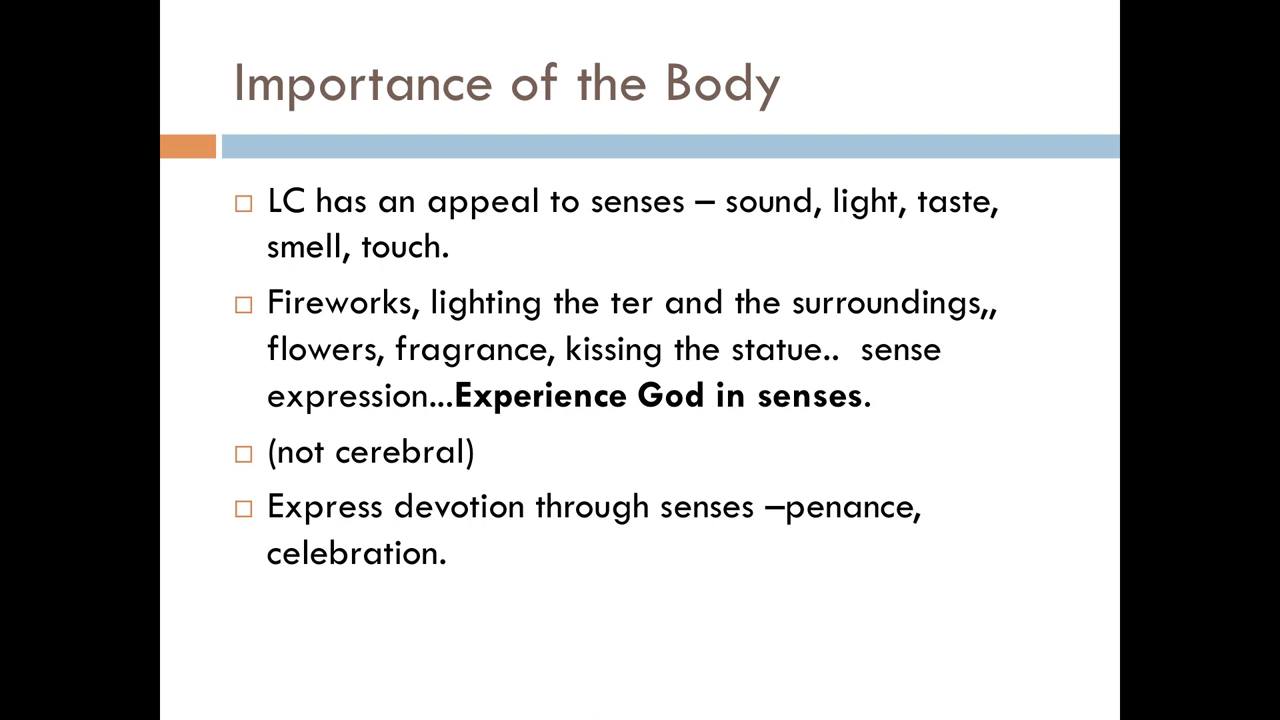 Importance of the Body
LC has an appeal to senses – sound, light, taste,
smell, touch.
Fireworks, lighting the ter and the surroundings,,
flowers, fragrance, kissing the statue..  sense
expression...Experience God in senses.
(not cerebral)
Express devotion through senses –penance,
celebration.